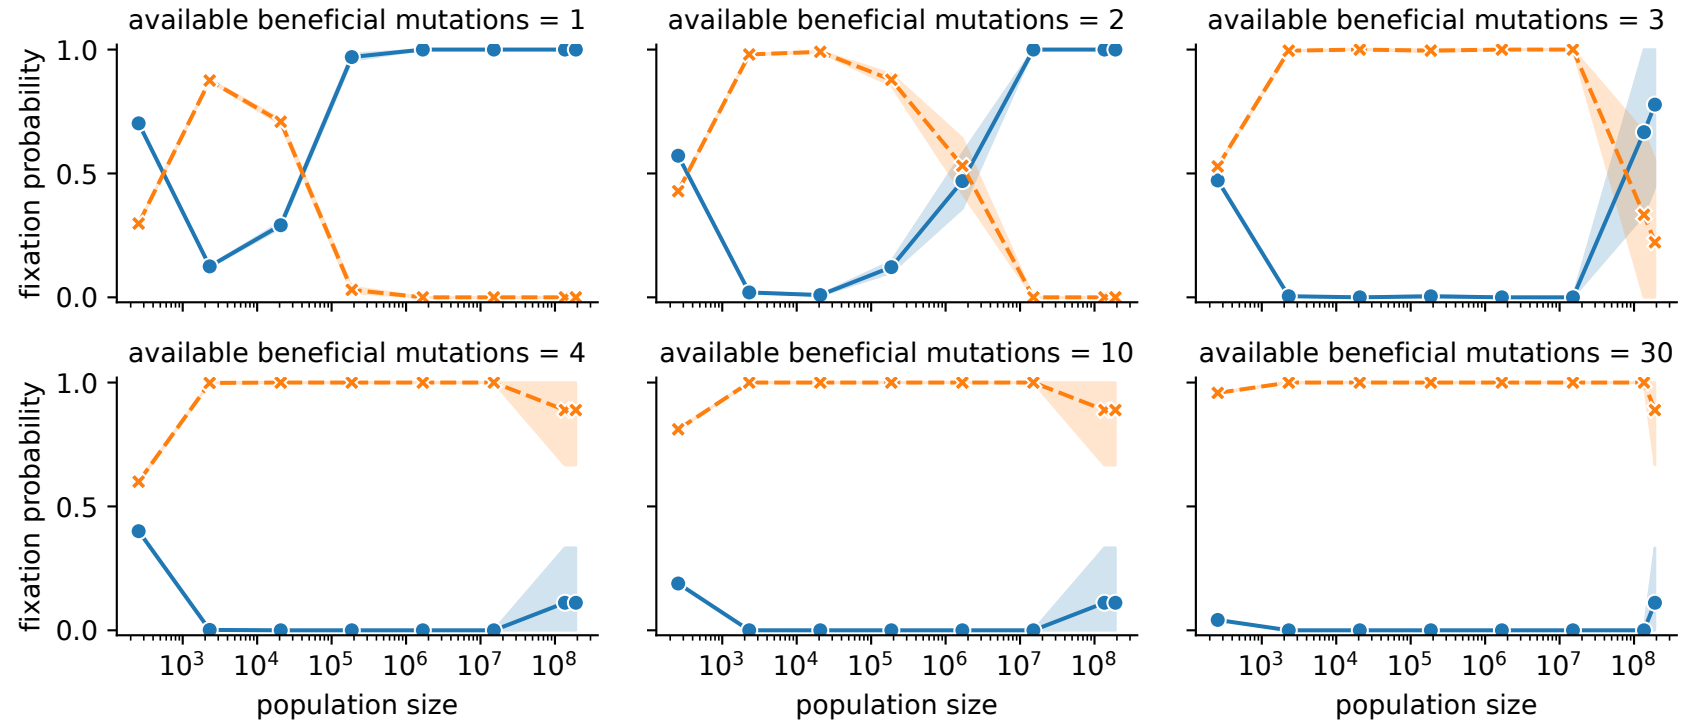 available beneficial mutations = 1
available beneficial mutations = 2
available beneficial mutations = 3
fixation probability
1.0
0.5
0.0
available beneficial mutations = 4
available beneficial mutations = 10
available beneficial mutations = 30
fixation probability
1.0
0.5
0.0
10³ 10⁴ 10⁵ 10⁶ 10⁷ 10⁸
10³ 10⁴ 10⁵ 10⁶ 10⁷ 10⁸
10³ 10⁴ 10⁵ 10⁶ 10⁷ 10⁸
population size
population size
population size